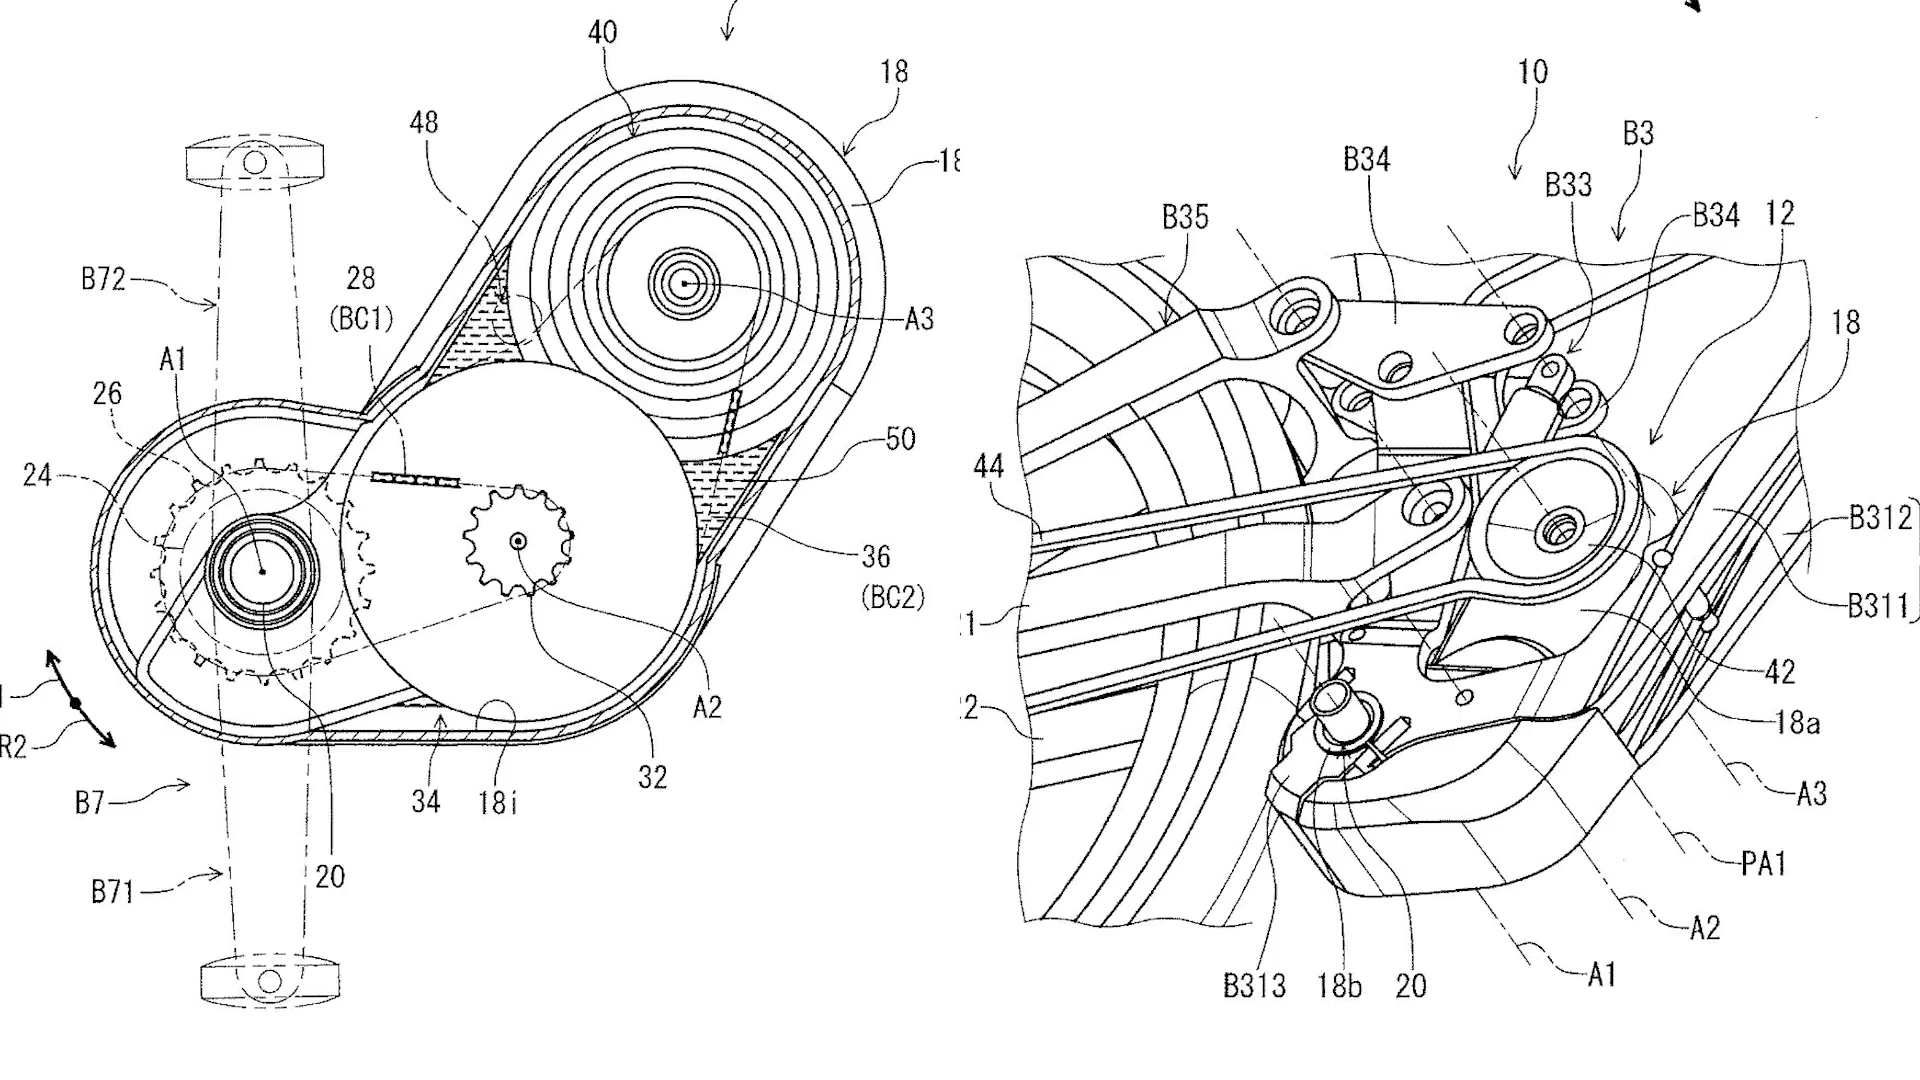 40
18
48
18
B72
28
(BC1)
A3
A1
26
24
50
36
(BC2)
A2
R2
B7
34
18i
32
B71
20
10
B3
B34
B33
B34
B35
12
18
44
B312
B311
42
18a
A3
PA1
A2
A1
B313
18b
20